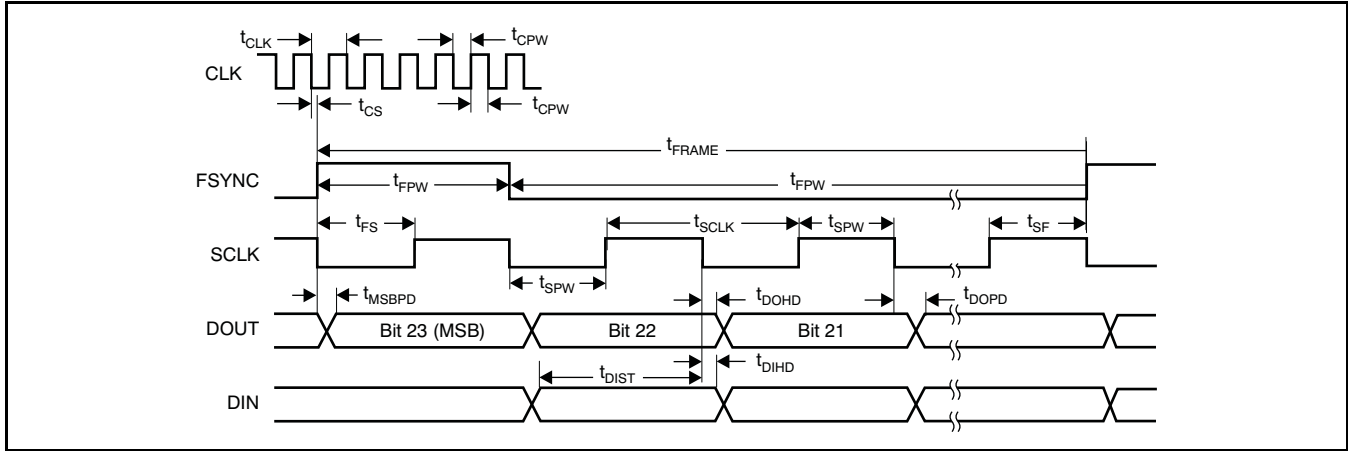 tCLK
tCPW
CLK
tCS
tCPW
tFRAME
FSYNC
tFPW
tFPW
tFS
tSCLK
tSPW
tSF
SCLK
tSPW
tMSBPD
tDOHD
tDOPD
DOUT
Bit 23 (MSB)
Bit 22
Bit 21
tDIST
tDIHD
DIN